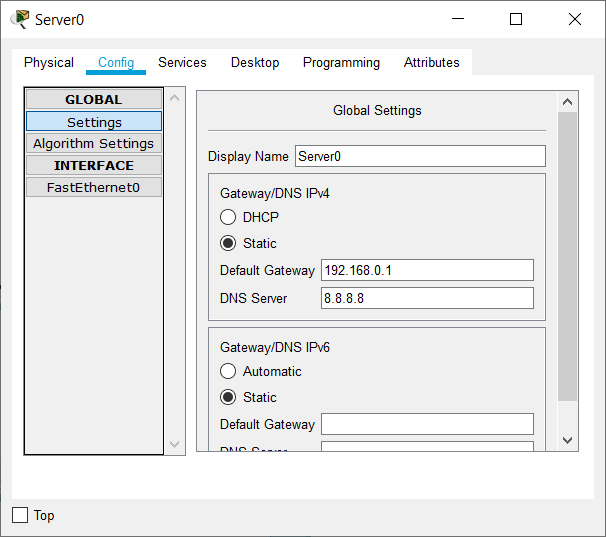 Server0
Physical Config Services Desktop Programming Attributes
GLOBAL
Settings
Algorithm Settings
INTERFACE
FastEthernet0
Global Settings
Display Name Server0
Gateway/DNS IPv4
DHCP
Static
Default Gateway 192.168.0.1
DNS Server 8.8.8.8
Gateway/DNS IPv6
Automatic
Static
Default Gateway
DNS Server
Top